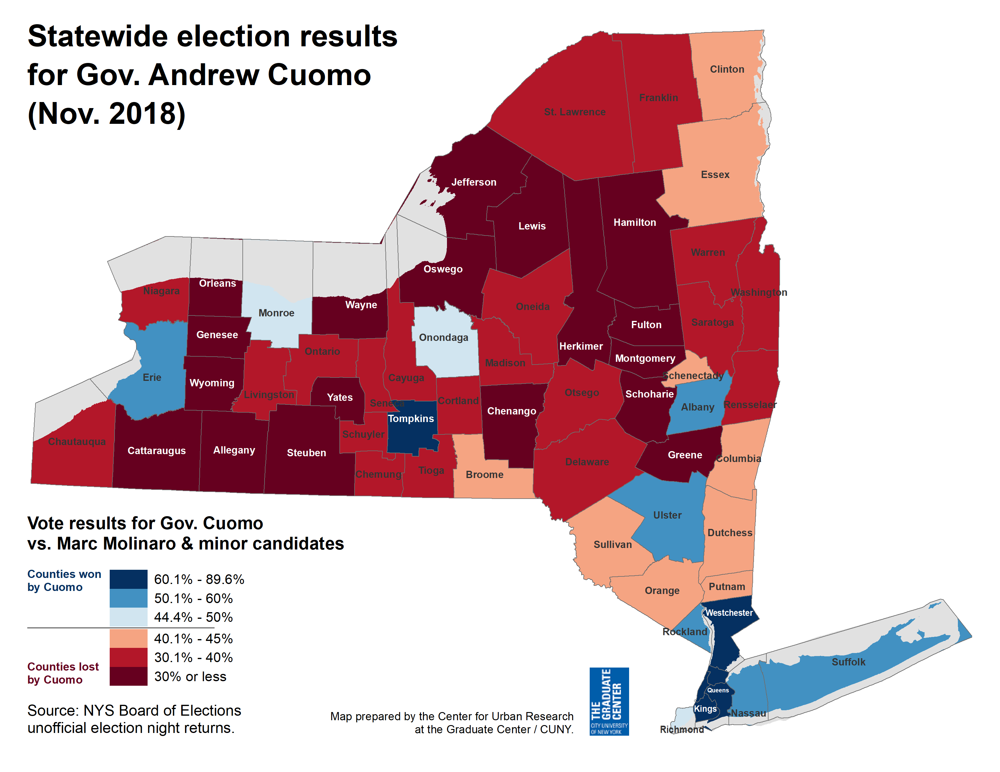 Statewide election results
for Gov. Andrew Cuomo
(Nov. 2018)
Clinton
Franklin
St. Lawrence
Essex
Jefferson
Hamilton
Lewis
Warren
Oswego
Orleans
Niagara
Washington
Wayne
Oneida
Monroe
Saratoga
Fulton
Genesee
Onondaga
Herkimer
Ontario
Montgomery
Madison
Schenectady
Erie
Cayuga
Wyoming
Otsego
Schoharie
Livingston
Yates
Cortland
Seneca
Rensselaer
Albany
Chenango
Tompkins
Schuyler
Chautauqua
Cattaraugus
Allegany
Steuben
Greene
Columbia
Delaware
Tioga
Chemung
Broome
Ulster
Dutchess
Sullivan
Putnam
Orange
Westchester
Rockland
Suffolk
Queens
Kings
Nassau
Richmond
Vote results for Gov. Cuomo
vs. Marc Molinaro & minor candidates
Counties won
by Cuomo
60.1% - 89.6%
50.1% - 60%
44.4% - 50%
40.1% - 45%
30.1% - 40%
30% or less
Counties lost
by Cuomo
Source: NYS Board of Elections
unofficial election night returns.
Map prepared by the Center for Urban Research
at the Graduate Center / CUNY.
THE
GRADUATE
CENTER
CITY UNIVERSITY
OF NEW YORK